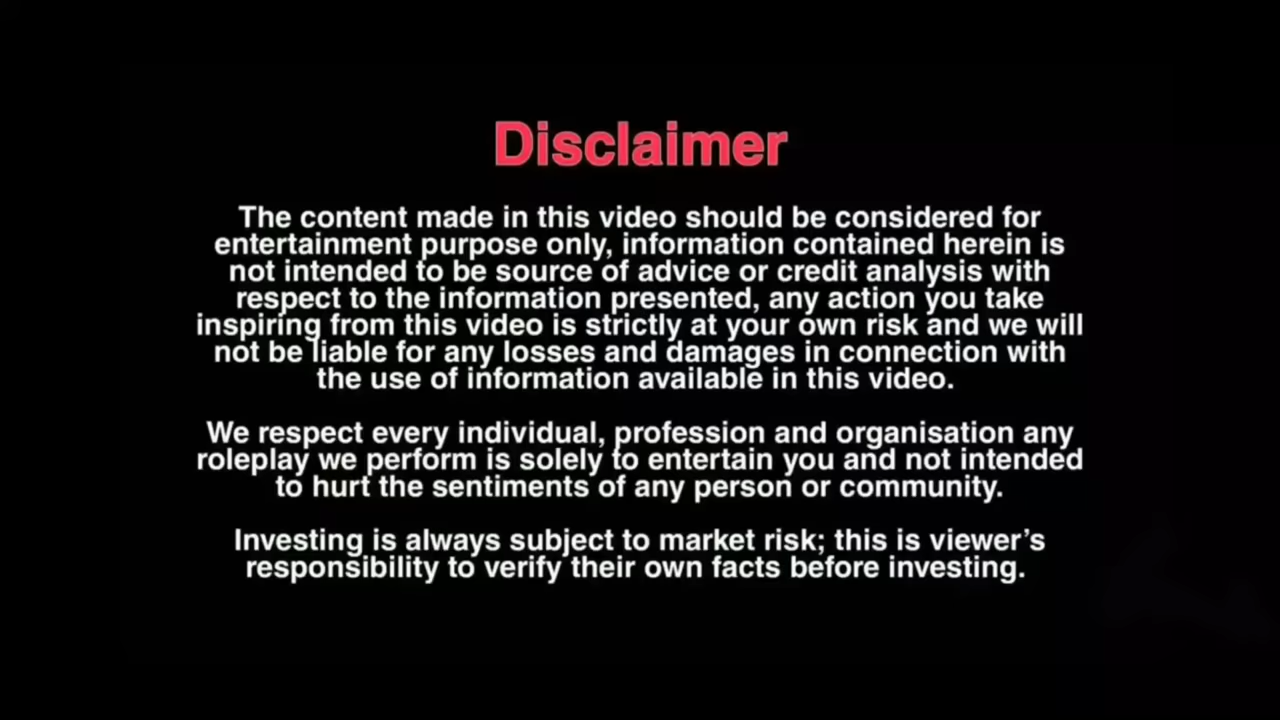 Disclaimer
The content made in this video should be considered for
entertainment purpose only, information contained herein is
not intended to be source of advice or credit analysis with
respect to the information presented, any action you take
inspiring from this video is strictly at your own risk and we will
not be liable for any losses and damages in connection with
the use of information available in this video.
We respect every individual, profession and organisation any
roleplay we perform is solely to entertain you and not intended
to hurt the sentiments of any person or community.
Investing is always subject to market risk; this is viewer’s
responsibility to verify their own facts before investing.